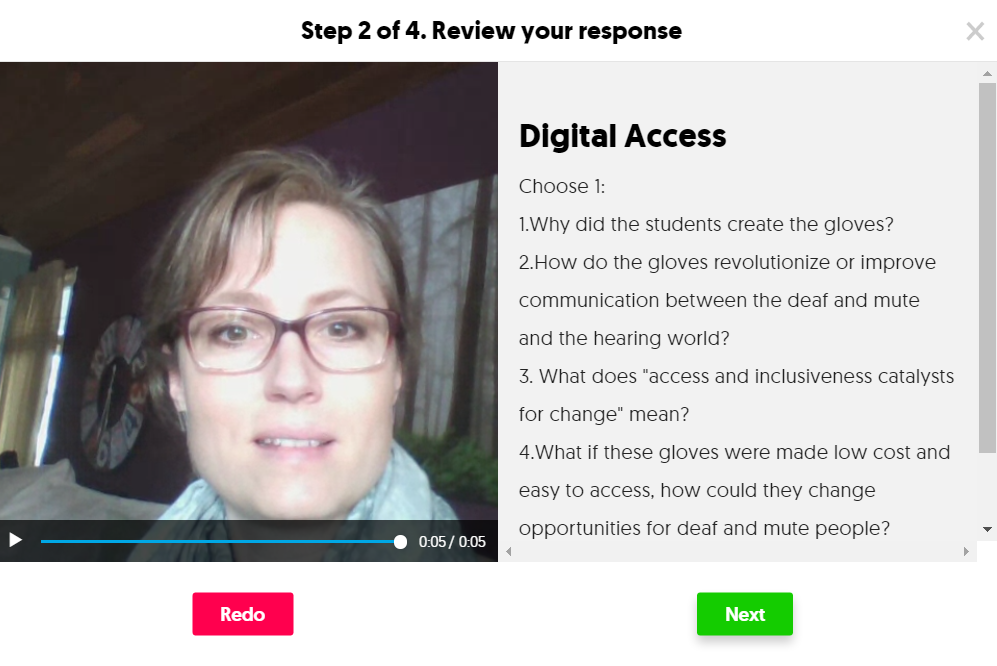 Step 2 of 4. Review your response
Digital Access
Choose 1:
1.Why did the students create the gloves?
2.How do the gloves revolutionize or improve
communication between the deaf and mute
and the hearing world?
3. What does "access and inclusiveness catalysts
for change" mean?
4.What if these gloves were made low cost and
easy to access, how could they change
opportunities for deaf and mute people?
0:05 / 0:05
Redo
Next